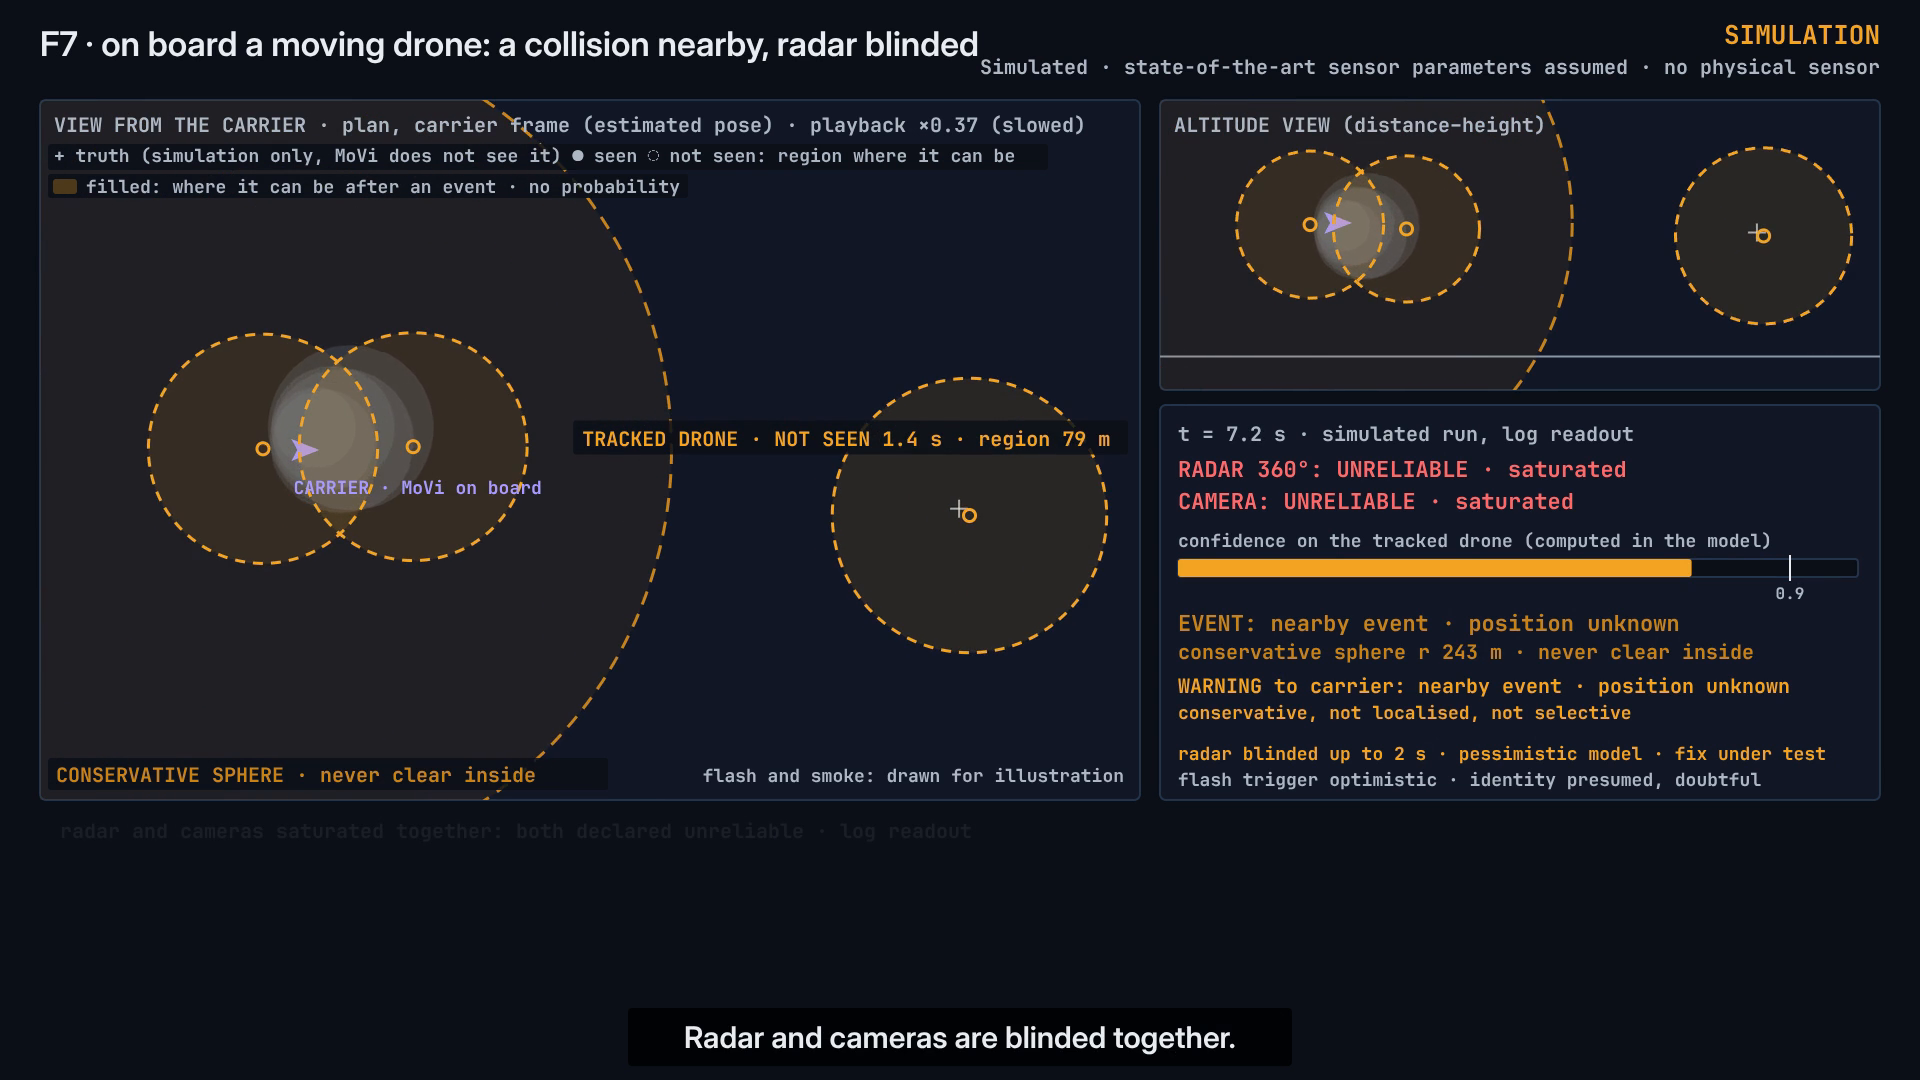 F7 · on board a moving drone: a collision nearby, radar blinded
SIMULATION
Simulated · state-of-the-art sensor parameters assumed · no physical sensor
VIEW FROM THE CARRIER · plan, carrier frame (estimated pose) · playback ×0.37 (slowed)
+ truth (simulation only, MoVi does not see it) ● seen ◌ not seen: region where it can be
filled: where it can be after an event · no probability
TRACKED DRONE · NOT SEEN 1.4 s · region 79 m
CARRIER · MoVi on board
CONSERVATIVE SPHERE · never clear inside
flash and smoke: drawn for illustration
ALTITUDE VIEW (distance-height)
t = 7.2 s · simulated run, log readout
RADAR 360°: UNRELIABLE · saturated
CAMERA: UNRELIABLE · saturated
confidence on the tracked drone (computed in the model)
0.9
EVENT: nearby event · position unknown
conservative sphere r 243 m · never clear inside
WARNING to carrier: nearby event · position unknown
conservative, not localised, not selective
radar blinded up to 2 s · pessimistic model · fix under test
flash trigger optimistic · identity presumed, doubtful
radar and cameras saturated together: both declared unreliable · log readout
Radar and cameras are blinded together.